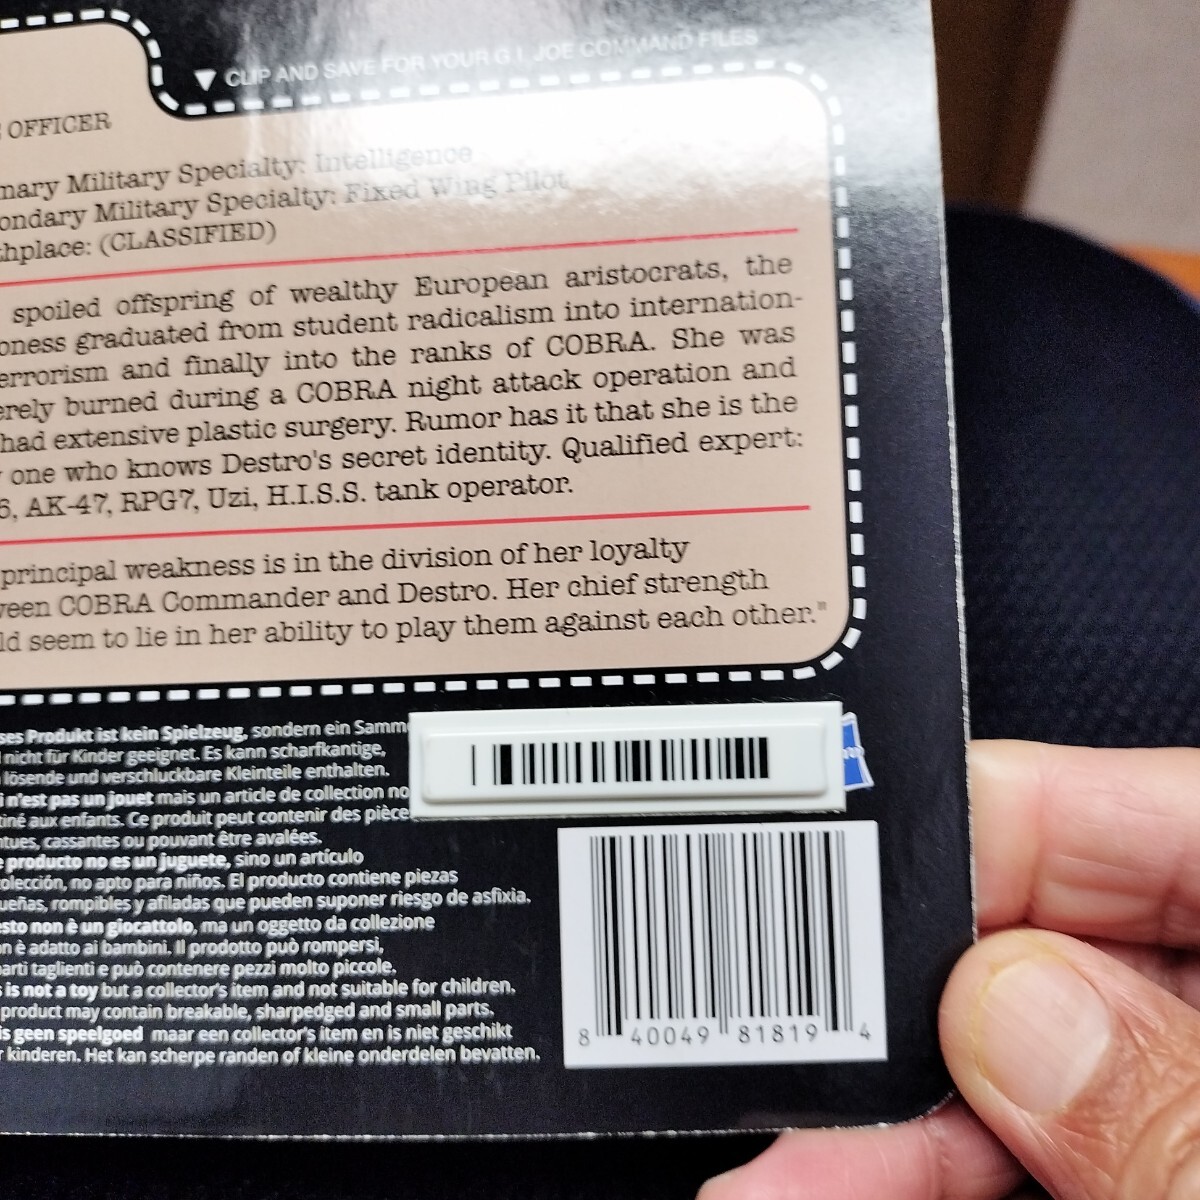 ▼ CLIP AND SAVE FOR YOUR G.I. JOE COMMAND FILES
OFFICER
mary Military Specialty: Intelligence
ondary Military Specialty: Fixed Wing Pilot
thplace: (CLASSIFIED)
spoiled offspring of wealthy European aristocrats, the
oness graduated from student radicalism into internation-
errorism and finally into the ranks of COBRA. She was
erely burned during a COBRA night attack operation and
had extensive plastic surgery. Rumor has it that she is the
one who knows Destro's secret identity. Qualified expert:
6, AK-47, RPG7, Uzi, H.I.S.S. tank operator.
principal weakness is in the division of her loyalty
ween COBRA Commander and Destro. Her chief strength
ld seem to lie in her ability to play them against each other."
ses Produkt ist kein Spielzeug, sondern ein Samm
nicht für Kinder geeignet. Es kann scharfkantige,
lösende und verschluckbare Kleinteile enthalten.
i n'est pas un jouet mais un article de collection no
tiné aux enfants. Ce produit peut contenir des pièce
ntues, cassantes ou pouvant être avalées.
e producto no es un juguete, sino un artículo
olección, no apto para niños. El producto contiene piezas
ueñas, rompibles y afiladas que pueden suponer riesgo de asfixia.
esto non è un giocattolo, ma un oggetto da collezione
n è adatto ai bambini. Il prodotto può rompersi,
arti taglienti e può contenere pezzi molto piccole.
s is not a toy but a collector's item and not suitable for children.
product may contain breakable, sharpedged and small parts.
is geen speelgoed maar een collector's item en is niet geschikt
r kinderen. Het kan scherpe randen of kleine onderdelen bevatten.
8 40049 81819 4